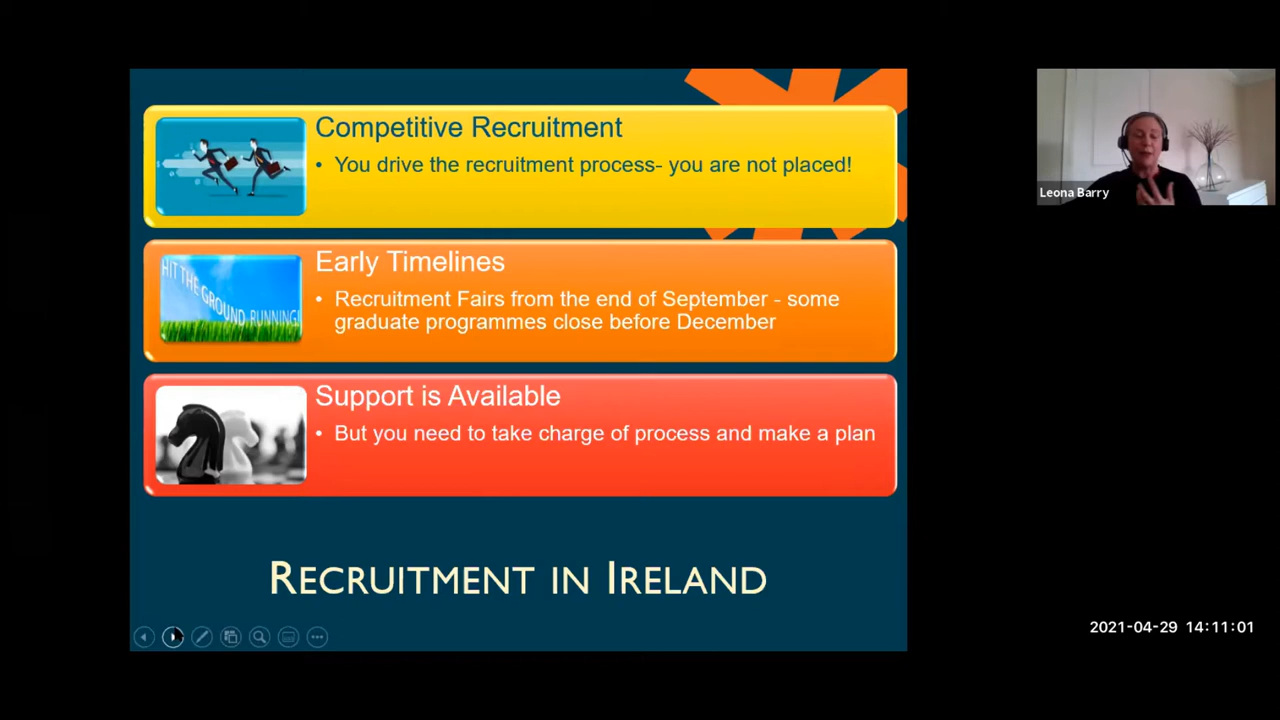 Competitive Recruitment
• You drive the recruitment process- you are not placed!
HIT THE GROUND RUNNING!
Early Timelines
• Recruitment Fairs from the end of September - some
graduate programmes close before December
Support is Available
• But you need to take charge of process and make a plan
RECRUITMENT IN IRELAND
Leona Barry
2021-04-29 14:11:01